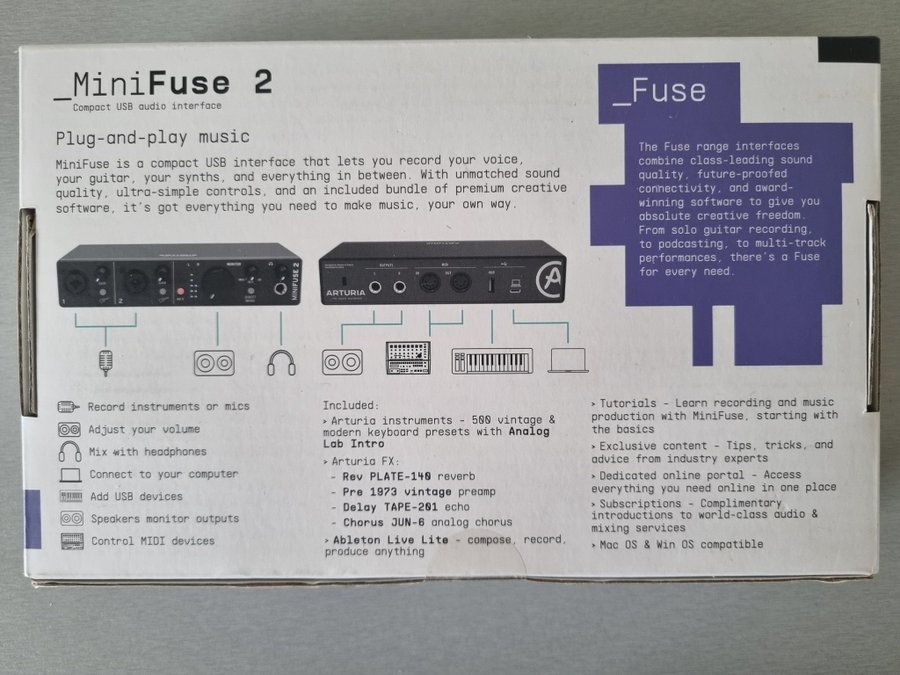 _MiniFuse 2
Compact USB audio interface
Plug-and-play music
MiniFuse is a compact USB interface that lets you record your voice,
your guitar, your synths, and everything in between. With unmatched sound
quality, ultra-simple controls, and an included bundle of premium creative
software, it's got everything you need to make music, your own way.
_Fuse
The Fuse range interfaces
combine class-leading sound
quality, future-proofed
connectivity, and award-
winning software to give you
absolute creative freedom.
From solo guitar recording,
to podcasting, to multi-track
performances, there's a Fuse
for every need.
1
2
MINIFUSE 2
ARTURIA
Record instruments or mics
Adjust your volume
Mix with headphones
Connect to your computer
Add USB devices
Speakers monitor outputs
Control MIDI devices
Included:
> Arturia instruments - 500 vintage &
modern keyboard presets with Analog
Lab Intro
> Arturia FX:
- Rev PLATE-140 reverb
- Pre 1973 vintage preamp
- Delay TAPE-201 echo
- Chorus JUN-6 analog chorus
> Ableton Live Lite - compose, record,
produce anything
> Tutorials - Learn recording and music
production with MiniFuse, starting with
the basics
> Exclusive content - Tips, tricks, and
advice from industry experts
> Dedicated online portal - Access
everything you need online in one place
> Subscriptions - Complimentary
introductions to world-class audio &
mixing services
> Mac OS & Win OS compatible